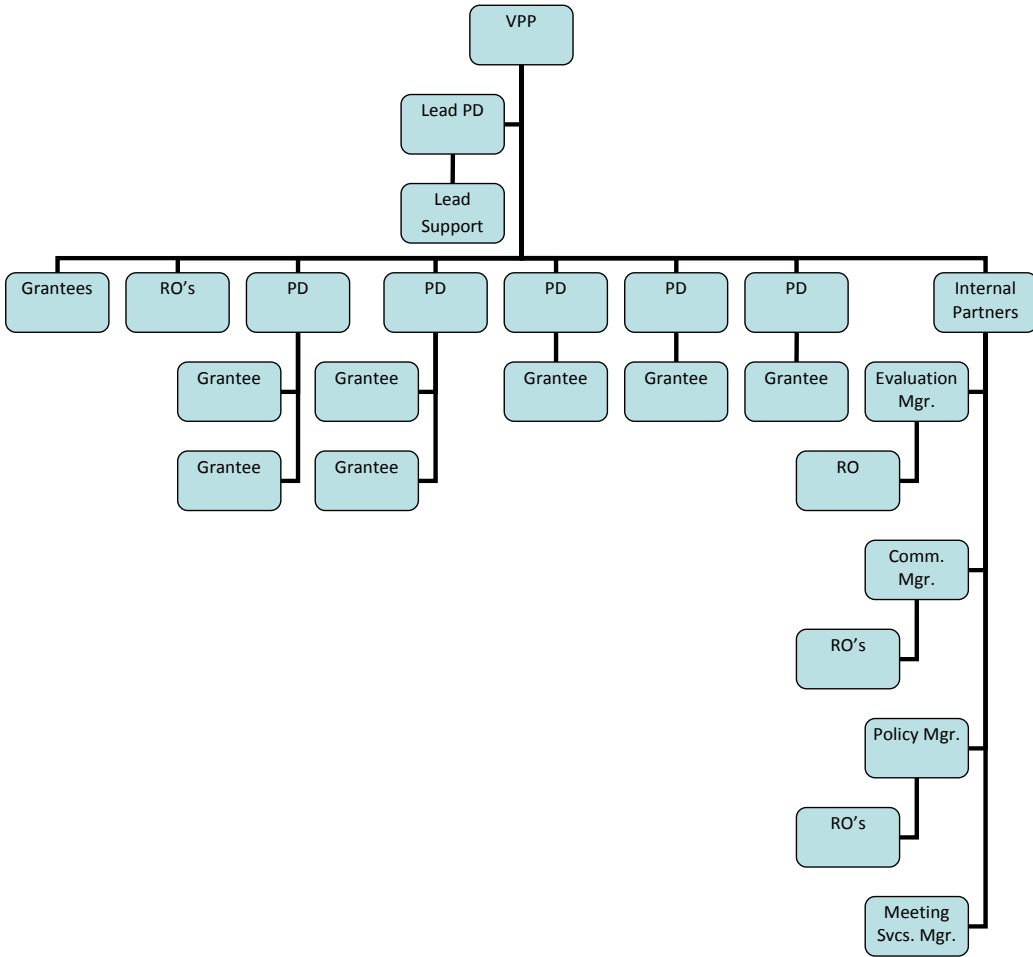 VPP
Lead PD
Lead
Support
Grantees
RO’s
PD
PD
PD
PD
PD
Internal
Partners
Grantee
Grantee
Grantee
Grantee
Grantee
Evaluation
Mgr.
Grantee
Grantee
RO
Comm.
Mgr.
RO’s
Policy Mgr.
RO’s
Meeting
Svcs. Mgr.